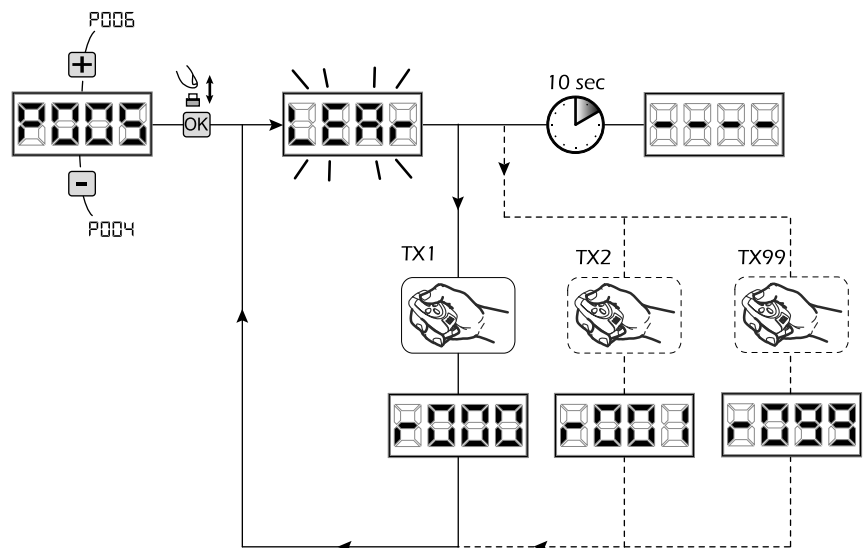 P006
+
P005
OK
-
P004
LEAr
10 sec
----
TX1
TX2
TX99
r000
r001
r099